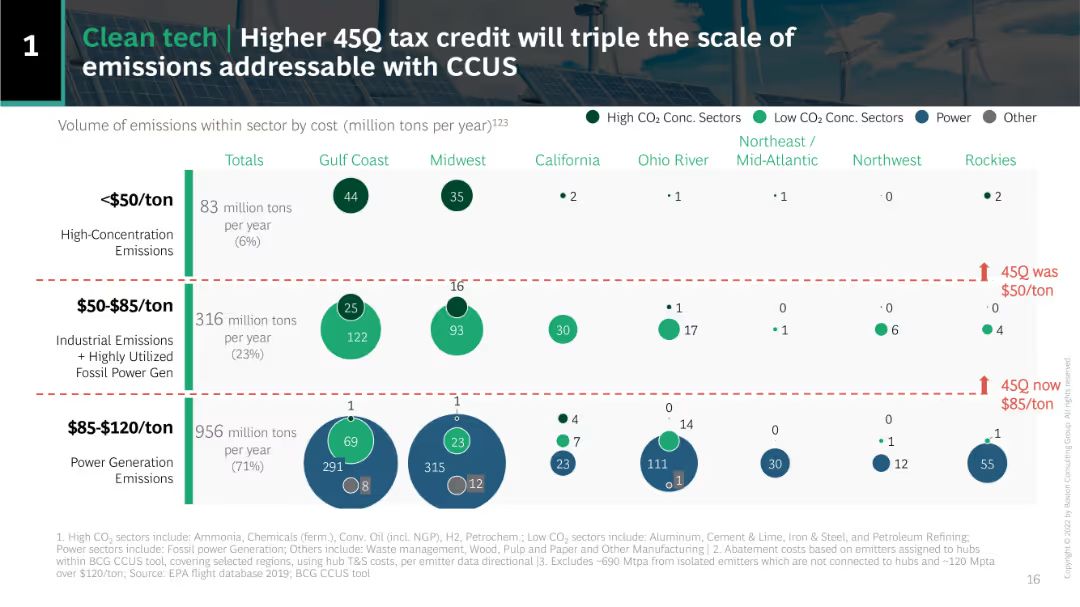 1
Clean tech | Higher 45Q tax credit will triple the scale of
emissions addressable with CCUS
Volume of emissions within sector by cost (million tons per year)¹²³
High CO₂ Conc. Sectors
Low CO₂ Conc. Sectors
Power
Other
Totals
Gulf Coast
Midwest
California
Ohio River
Northeast /
Mid-Atlantic
Northwest
Rockies
<$50/ton
High-Concentration
Emissions
83 million tons
per year
(6%)
44
35
2
1
1
0
2
45Q was
$50/ton
$50-$85/ton
Industrial Emissions
+ Highly Utilized
Fossil Power Gen
316 million tons
per year
(23%)
25
122
16
93
30
1
17
0
1
0
6
0
4
45Q now
$85/ton
$85-$120/ton
Power Generation
Emissions
956 million tons
per year
(71%)
1
69
291
8
1
23
315
12
4
7
23
0
14
111
1
0
30
0
1
12
1
55
1. High CO₂ sectors include: Ammonia, Chemicals (ferm.), Conv. Oil (incl. NGP), H2, Petrochem.; Low CO₂ sectors include: Aluminum, Cement & Lime, Iron & Steel, and Petroleum Refining;
Power sectors include: Fossil power Generation; Others include: Waste management, Wood, Pulp and Paper and Other Manufacturing | 2. Abatement costs based on emitters assigned to hubs
within BCG CCUS tool, covering selected regions, using hub T&S costs, per emitter data directional |3. Excludes ~690 Mtpa from isolated emitters which are not connected to hubs and ~120 Mpta
over $120/ton; Source: EPA flight database 2019; BCG CCUS tool
16
Copyright © 2022 by Boston Consulting Group. All rights reserved.